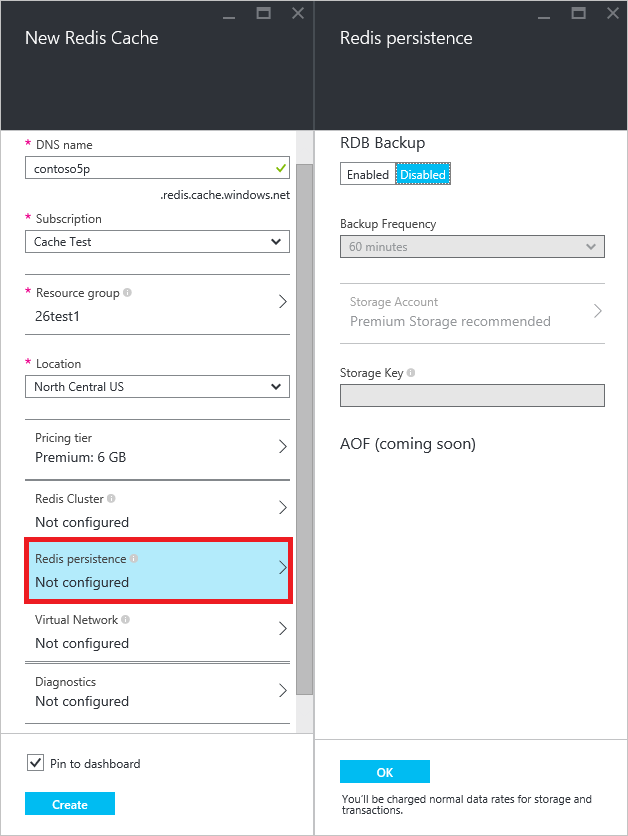 New Redis Cache
* DNS name
contoso5p
.redis.cache.windows.net
* Subscription
Cache Test
* Resource group
26test1
* Location
North Central US
Pricing tier
Premium: 6 GB
Redis Cluster
Not configured
Redis persistence
Not configured
Virtual Network
Not configured
Diagnostics
Not configured
Pin to dashboard
Create
Redis persistence
RDB Backup
Enabled Disabled
Backup Frequency
60 minutes
Storage Account
Premium Storage recommended
Storage Key
AOF (coming soon)
OK
You'll be charged normal data rates for storage and
transactions.